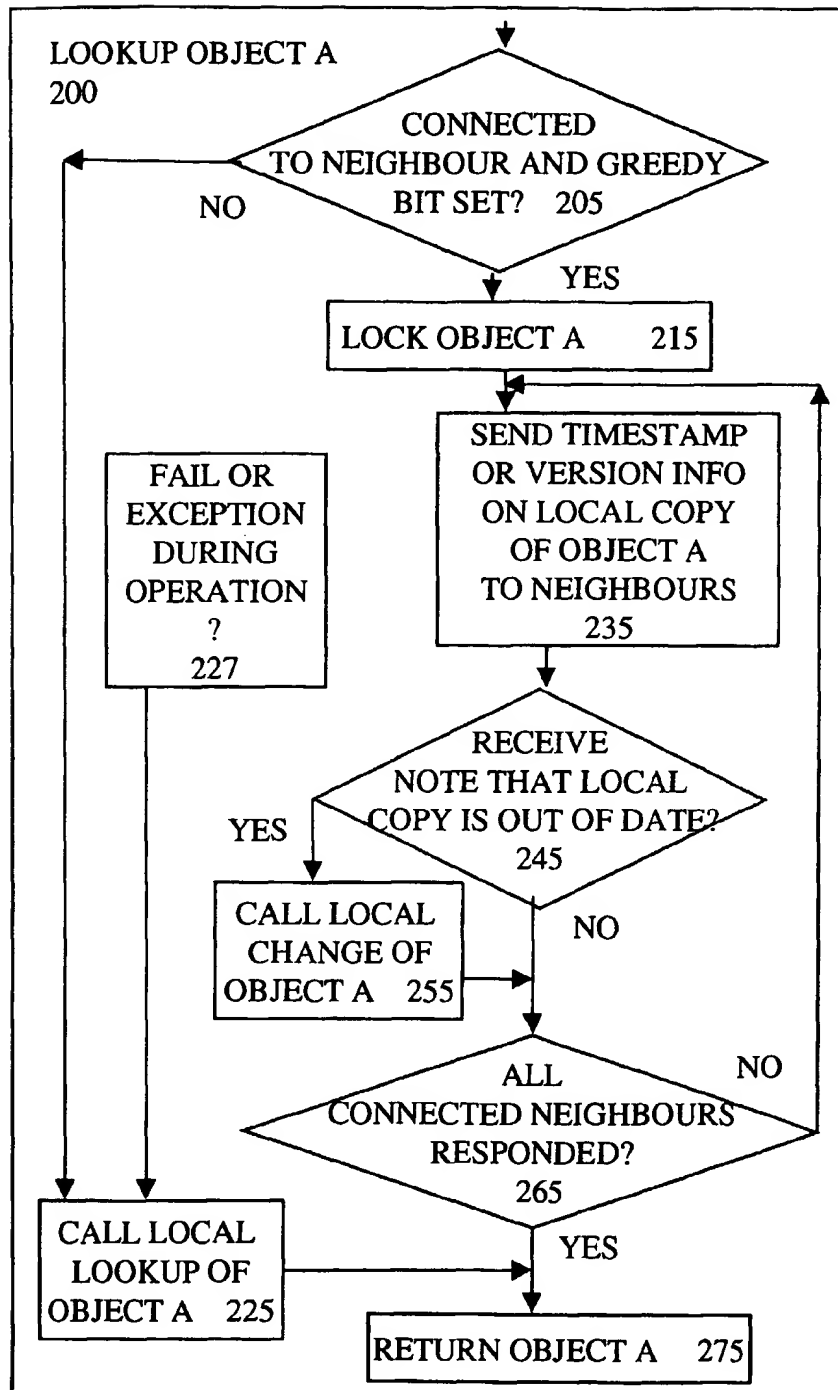 LOOKUP OBJECT A
200
CONNECTED
TO NEIGHBOUR AND GREEDY
BIT SET? 205
NO
YES
LOCK OBJECT A 215
SEND TIMESTAMP
OR VERSION INFO
ON LOCAL COPY
OF OBJECT A
TO NEIGHBOURS
235
FAIL OR
EXCEPTION
DURING
OPERATION
?
227
RECEIVE
NOTE THAT LOCAL
COPY IS OUT OF DATE?
245
YES
NO
CALL LOCAL
CHANGE OF
OBJECT A 255
ALL
CONNECTED NEIGHBOURS
RESPONDED?
265
NO
YES
CALL LOCAL
LOOKUP OF
OBJECT A 225
RETURN OBJECT A 275